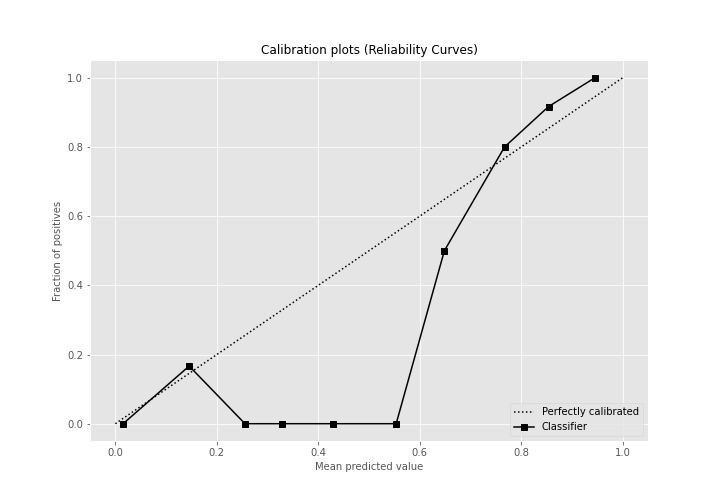 Calibration plots (Reliability Curves)
1.0
0.8
0.6
0.4
0.2
0.0
Fraction of positives
0.0 0.2 0.4 0.6 0.8 1.0
Mean predicted value
Perfectly calibrated
Classifier